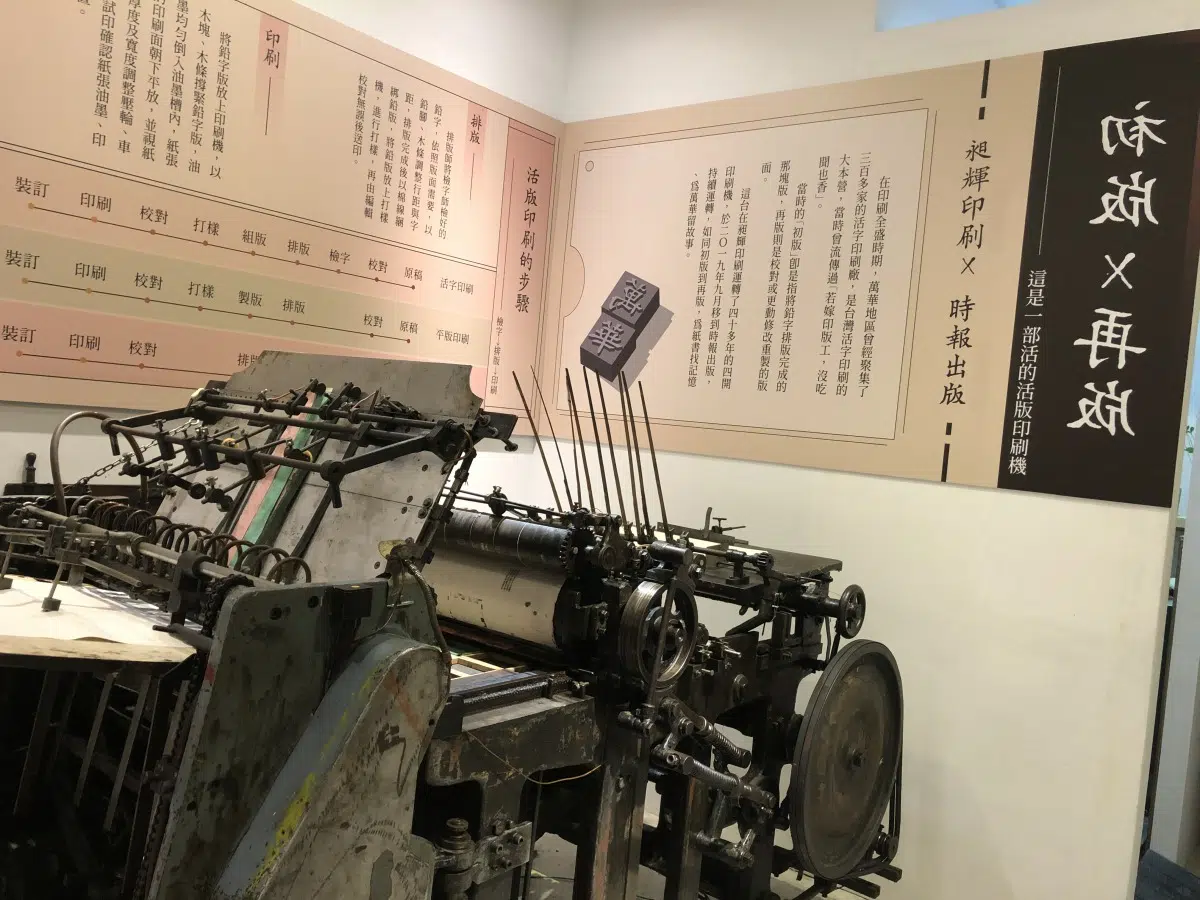 初版×再版
這是一部活的活版印刷機
昶輝印刷× 時報出版
在印刷全盛時期，萬華地區曾經聚集了
三百多家的活字印刷廠，是台灣活字印刷的
大本營，當時曾流傳過「若嫁印版工，沒吃
聞也香」。
當時的「初版」即是指將鉛字排版完成的
那塊版，再版則是校對或更動修改重製的版
面。
這台在昶輝印刷運轉了四十多年的四開
印刷機，於二〇一九年九月移到時報出版，
持續運轉，如同初版到再版，爲紙書找記憶
、爲萬華留故事。
萬
華
活版印刷的步驟
檢字→排版→印刷
排版
排版師將檢字師檢好的
鉛字，依照版面需要，以
鉛腳、木條調整行距與字
距，排版完成後以棉線綑
綁鉛版，將鉛版放上打樣
機，進行打樣，再由編輯
校對無誤後送印。
印刷
將鉛字版放上印刷機，以
木塊、木條撐緊鉛字版，油
墨均勻倒入油墨槽內，紙張
的印刷面朝下平放，並視紙
厚度及寬度調整壓輪、車
試印確認紙張油墨、印
置。
裝訂 印刷 校對 打樣 組版 排版 檢字 校對 原稿 活字印刷
裝訂 印刷 校對 打樣 製版 排版 校對 原稿 平版印刷
裝訂 印刷 校對 排版